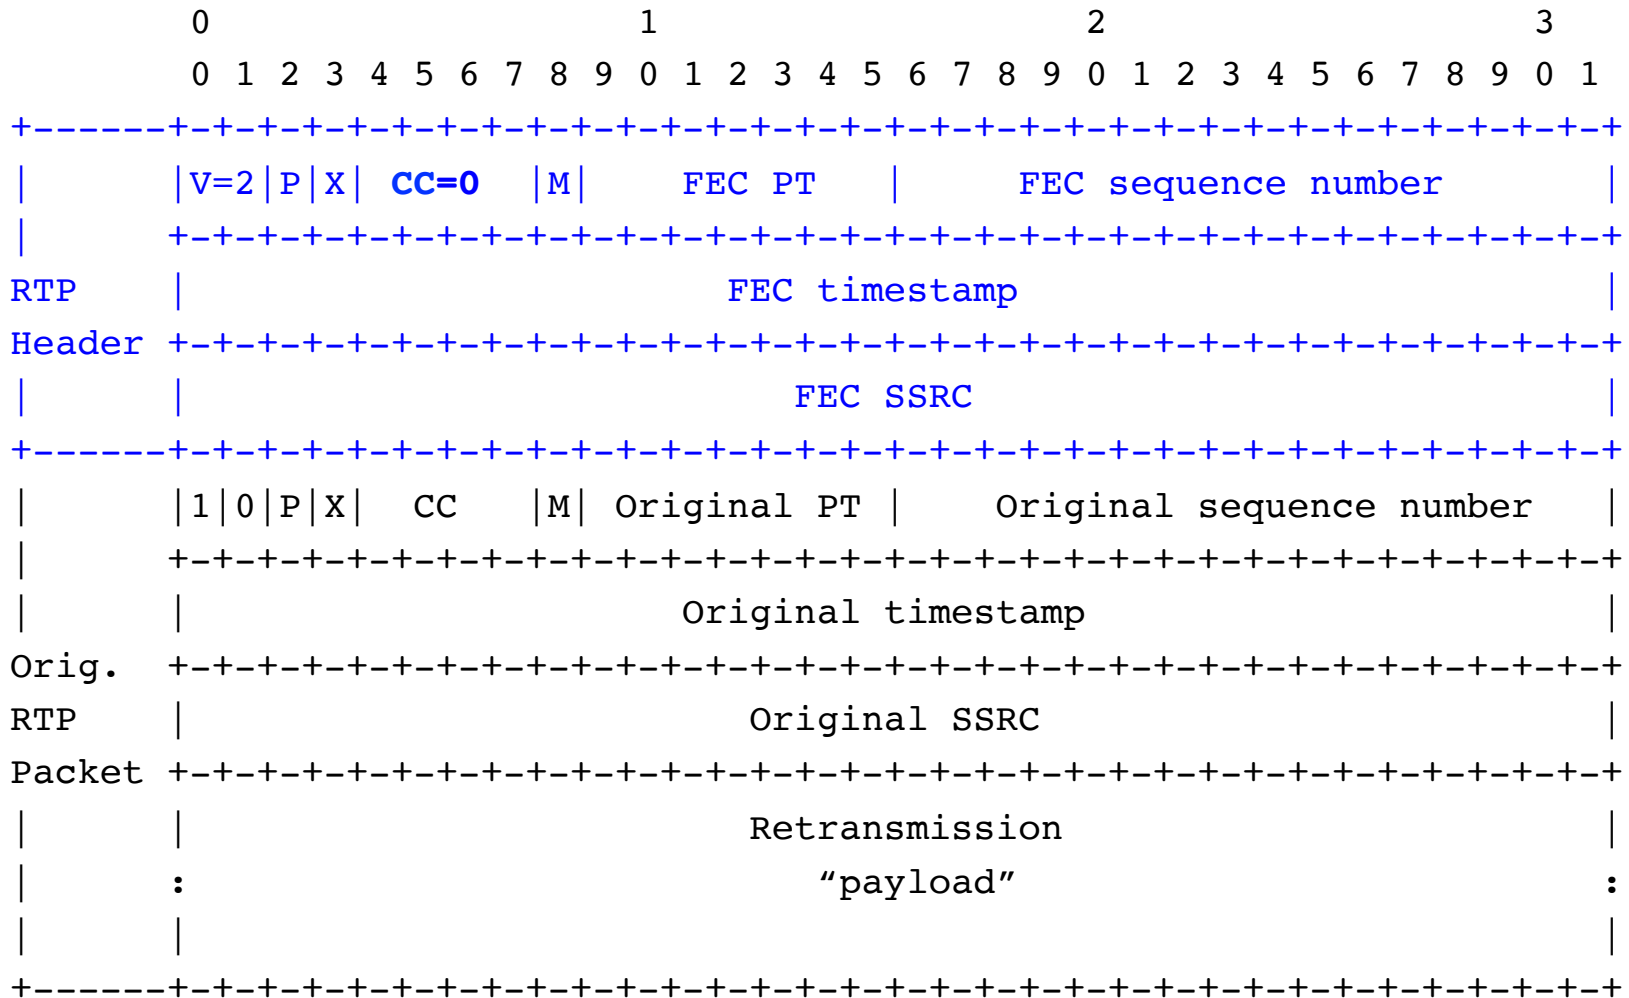 0                   1                   2                   3
       0 1 2 3 4 5 6 7 8 9 0 1 2 3 4 5 6 7 8 9 0 1 2 3 4 5 6 7 8 9 0 1
+------+-+-+-+-+-+-+-+-+-+-+-+-+-+-+-+-+-+-+-+-+-+-+-+-+-+-+-+-+-+-+-+-+
|      |V=2|P|X| CC=0  |M|    FEC PT   |     FEC sequence number       |
|      +-+-+-+-+-+-+-+-+-+-+-+-+-+-+-+-+-+-+-+-+-+-+-+-+-+-+-+-+-+-+-+-+
RTP    |                        FEC timestamp                          |
Header +-+-+-+-+-+-+-+-+-+-+-+-+-+-+-+-+-+-+-+-+-+-+-+-+-+-+-+-+-+-+-+-+
|      |                           FEC SSRC                            |
+------+-+-+-+-+-+-+-+-+-+-+-+-+-+-+-+-+-+-+-+-+-+-+-+-+-+-+-+-+-+-+-+-+
|      |1|0|P|X|  CC   |M| Original PT |    Original sequence number   |
|      +-+-+-+-+-+-+-+-+-+-+-+-+-+-+-+-+-+-+-+-+-+-+-+-+-+-+-+-+-+-+-+-+
|      |                      Original timestamp                       |
Orig.  +-+-+-+-+-+-+-+-+-+-+-+-+-+-+-+-+-+-+-+-+-+-+-+-+-+-+-+-+-+-+-+-+
RTP    |                         Original SSRC                         |
Packet +-+-+-+-+-+-+-+-+-+-+-+-+-+-+-+-+-+-+-+-+-+-+-+-+-+-+-+-+-+-+-+-+
|      |                         Retransmission                        |
|      :                            “payload”                          :
|      |                                                               |
+------+-+-+-+-+-+-+-+-+-+-+-+-+-+-+-+-+-+-+-+-+-+-+-+-+-+-+-+-+-+-+-+-+